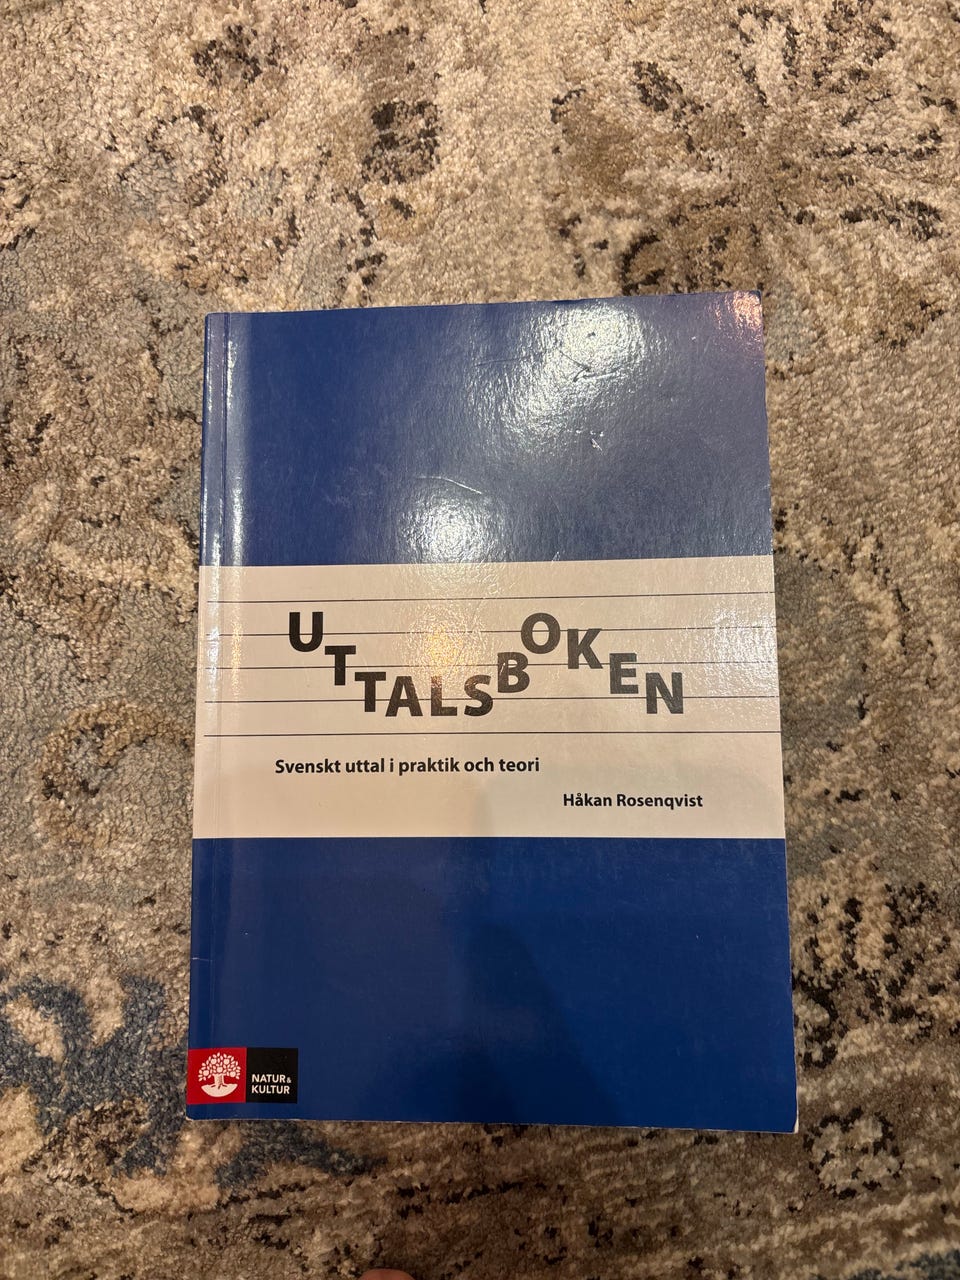 UTTALSBOKEN
Svenskt uttal i praktik och teori
Håkan Rosenqvist
NATUR &
KULTUR